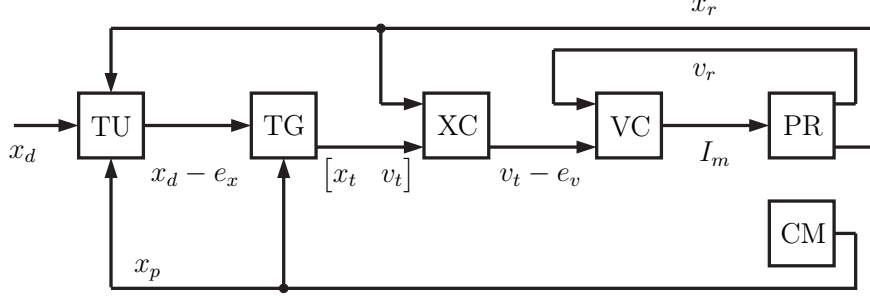 x_r
v_r
TU TG XC VC PR
x_d
x_d − e_x
[x_t v_t]
v_t − e_v
I_m
CM
x_p